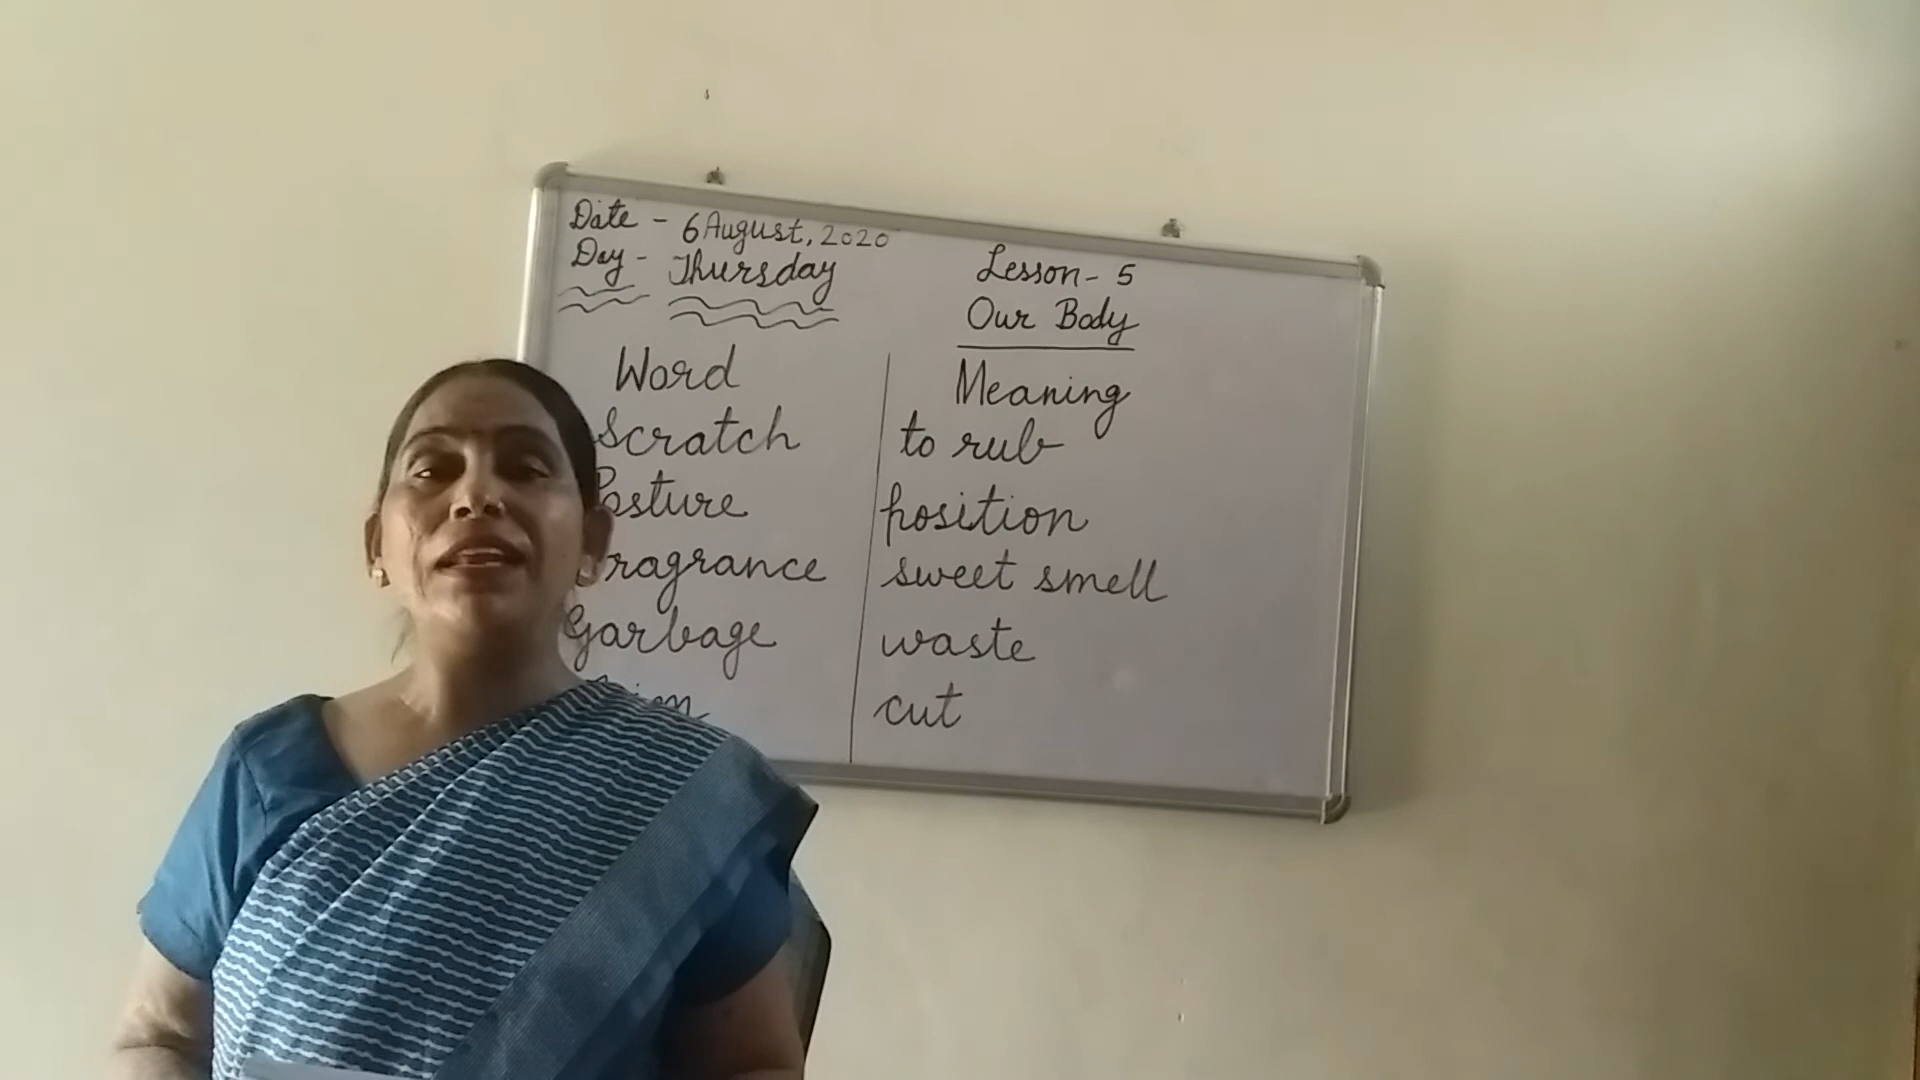 Date - 6 August, 2020
Day - Thursday
Lesson - 5
Our Body
Word Meaning
Scratch to rub
Posture position
Fragrance sweet smell
Garbage waste
cut